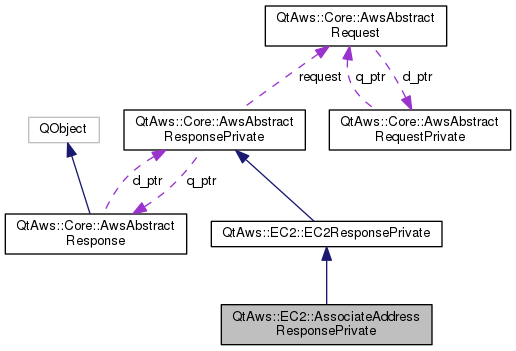 QtAws::Core::AwsAbstract
Request
request
q_ptr
d_ptr
QObject
QtAws::Core::AwsAbstract
ResponsePrivate
QtAws::Core::AwsAbstract
RequestPrivate
d_ptr
q_ptr
QtAws::Core::AwsAbstract
Response
QtAws::EC2::EC2ResponsePrivate
QtAws::EC2::AssociateAddress
ResponsePrivate